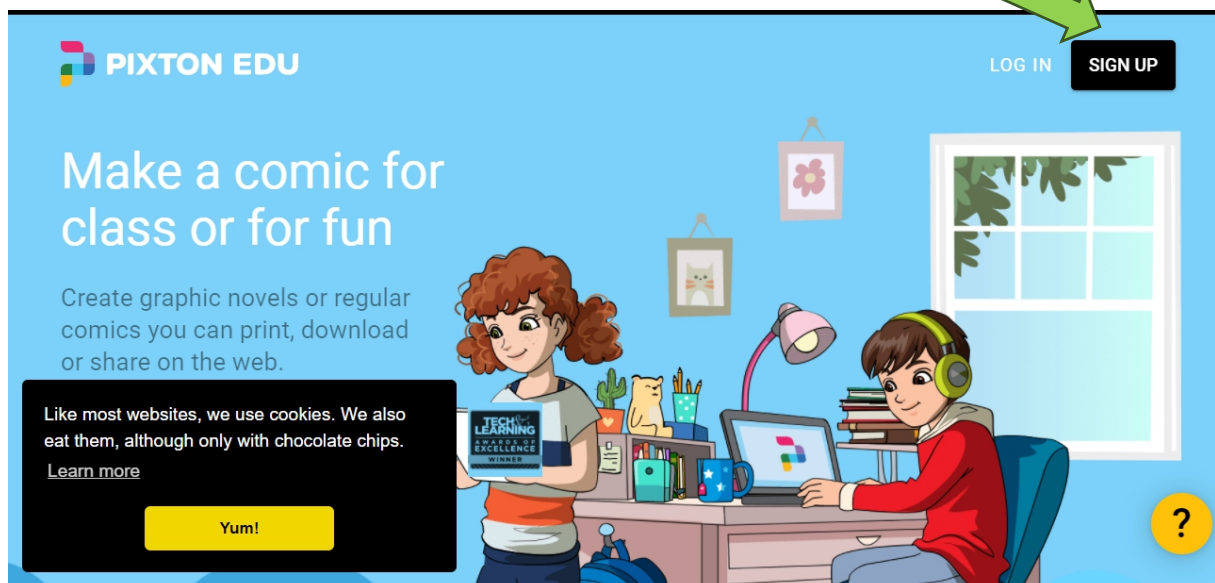 PIXTON EDU
LOG IN
SIGN UP
Make a comic for
class or for fun
Create graphic novels or regular
comics you can print, download
or share on the web.
Like most websites, we use cookies. We also
eat them, although only with chocolate chips.
Learn more
Yum!
TECH&
LEARNING
AWARDS OF
EXCELLENCE
WINNER
?